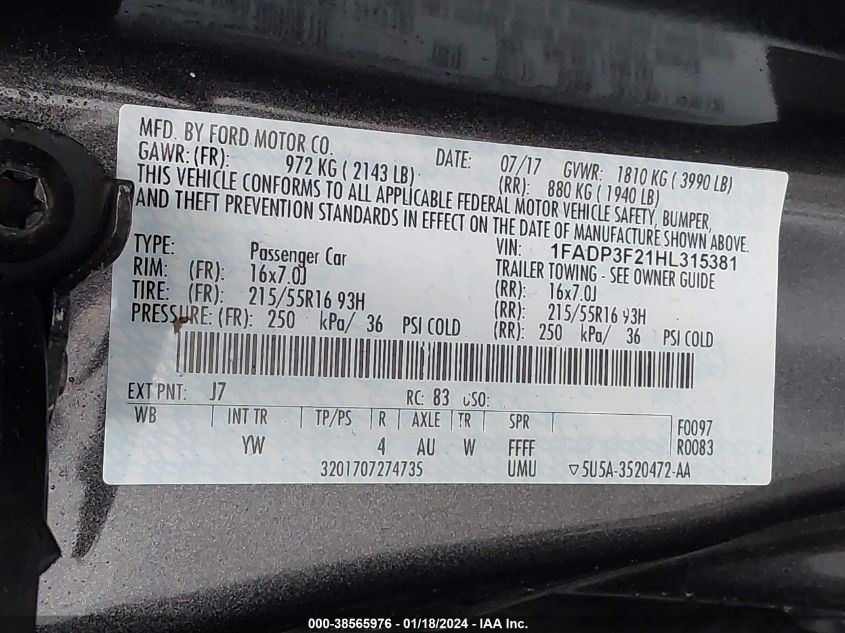 MFD. BY FORD MOTOR CO.
DATE: 07/17 GVWR: 1810 KG ( 3990 LB)
GAWR: (FR): 972 KG ( 2143 LB) (RR): 880 KG ( 1940 LB)
THIS VEHICLE CONFORMS TO ALL APPLICABLE FEDERAL MOTOR VEHICLE SAFETY, BUMPER,
AND THEFT PREVENTION STANDARDS IN EFFECT ON THE DATE OF MANUFACTURE SHOWN ABOVE.
VIN: 1FADP3F21HL315381
TYPE: Passenger Car TRAILER TOWING - SEE OWNER GUIDE
RIM: (FR): 16x7.0J (RR): 16x7.0J
TIRE: (FR): 215/55R16 93H (RR): 215/55R16 93H
PRESSURE: (FR): 250 kPa/ 36 PSI COLD (RR): 250 kPa/ 36 PSI COLD
EXT PNT: J7 RC: 83 DSO:
WB INT TR TP/PS R AXLE TR SPR F0097
YW 4 AU W FFFF R0083
3201707274735 UMU ▽5U5A-3520472-AA
000-38565976 / 01/18/2024 - IAA Inc.